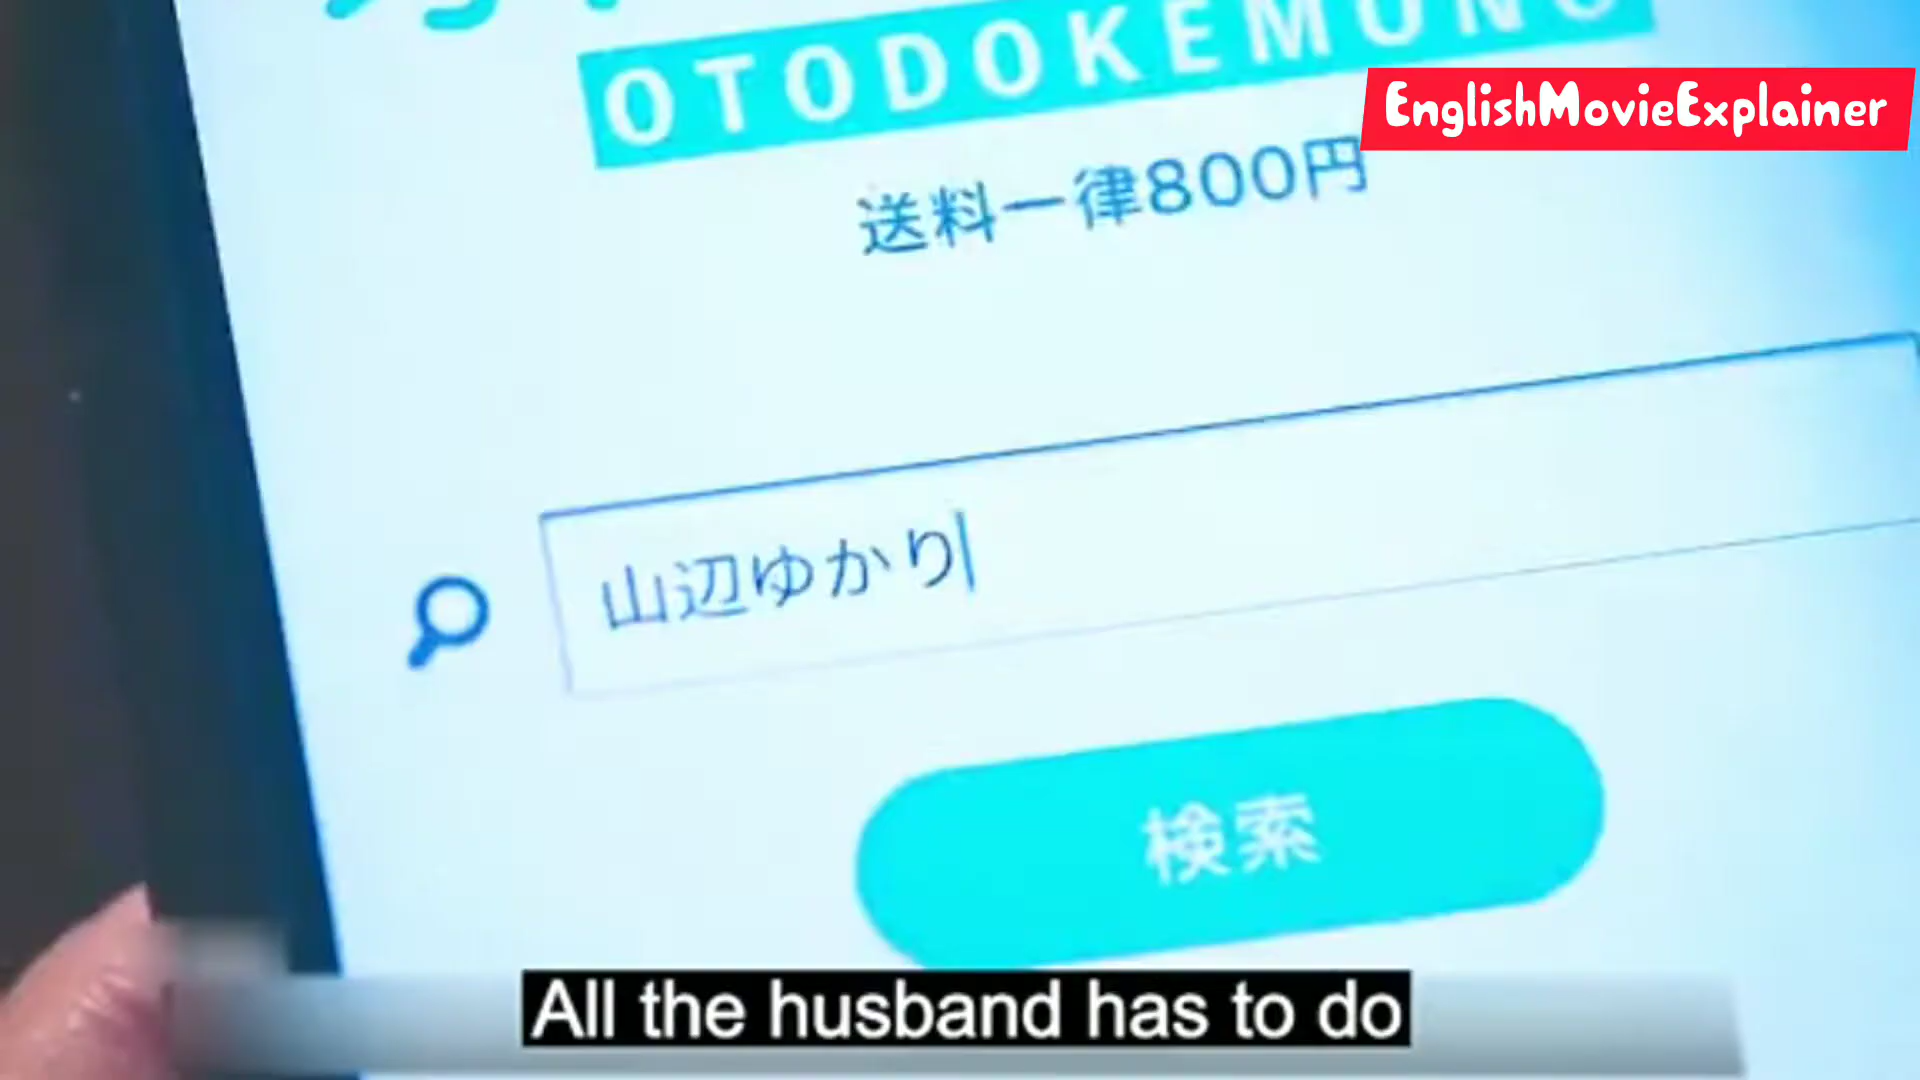 OTODOKEMONO
EnglishMovieExplainer
送料一律800円
山辺ゆかり
検索
All the husband has to do